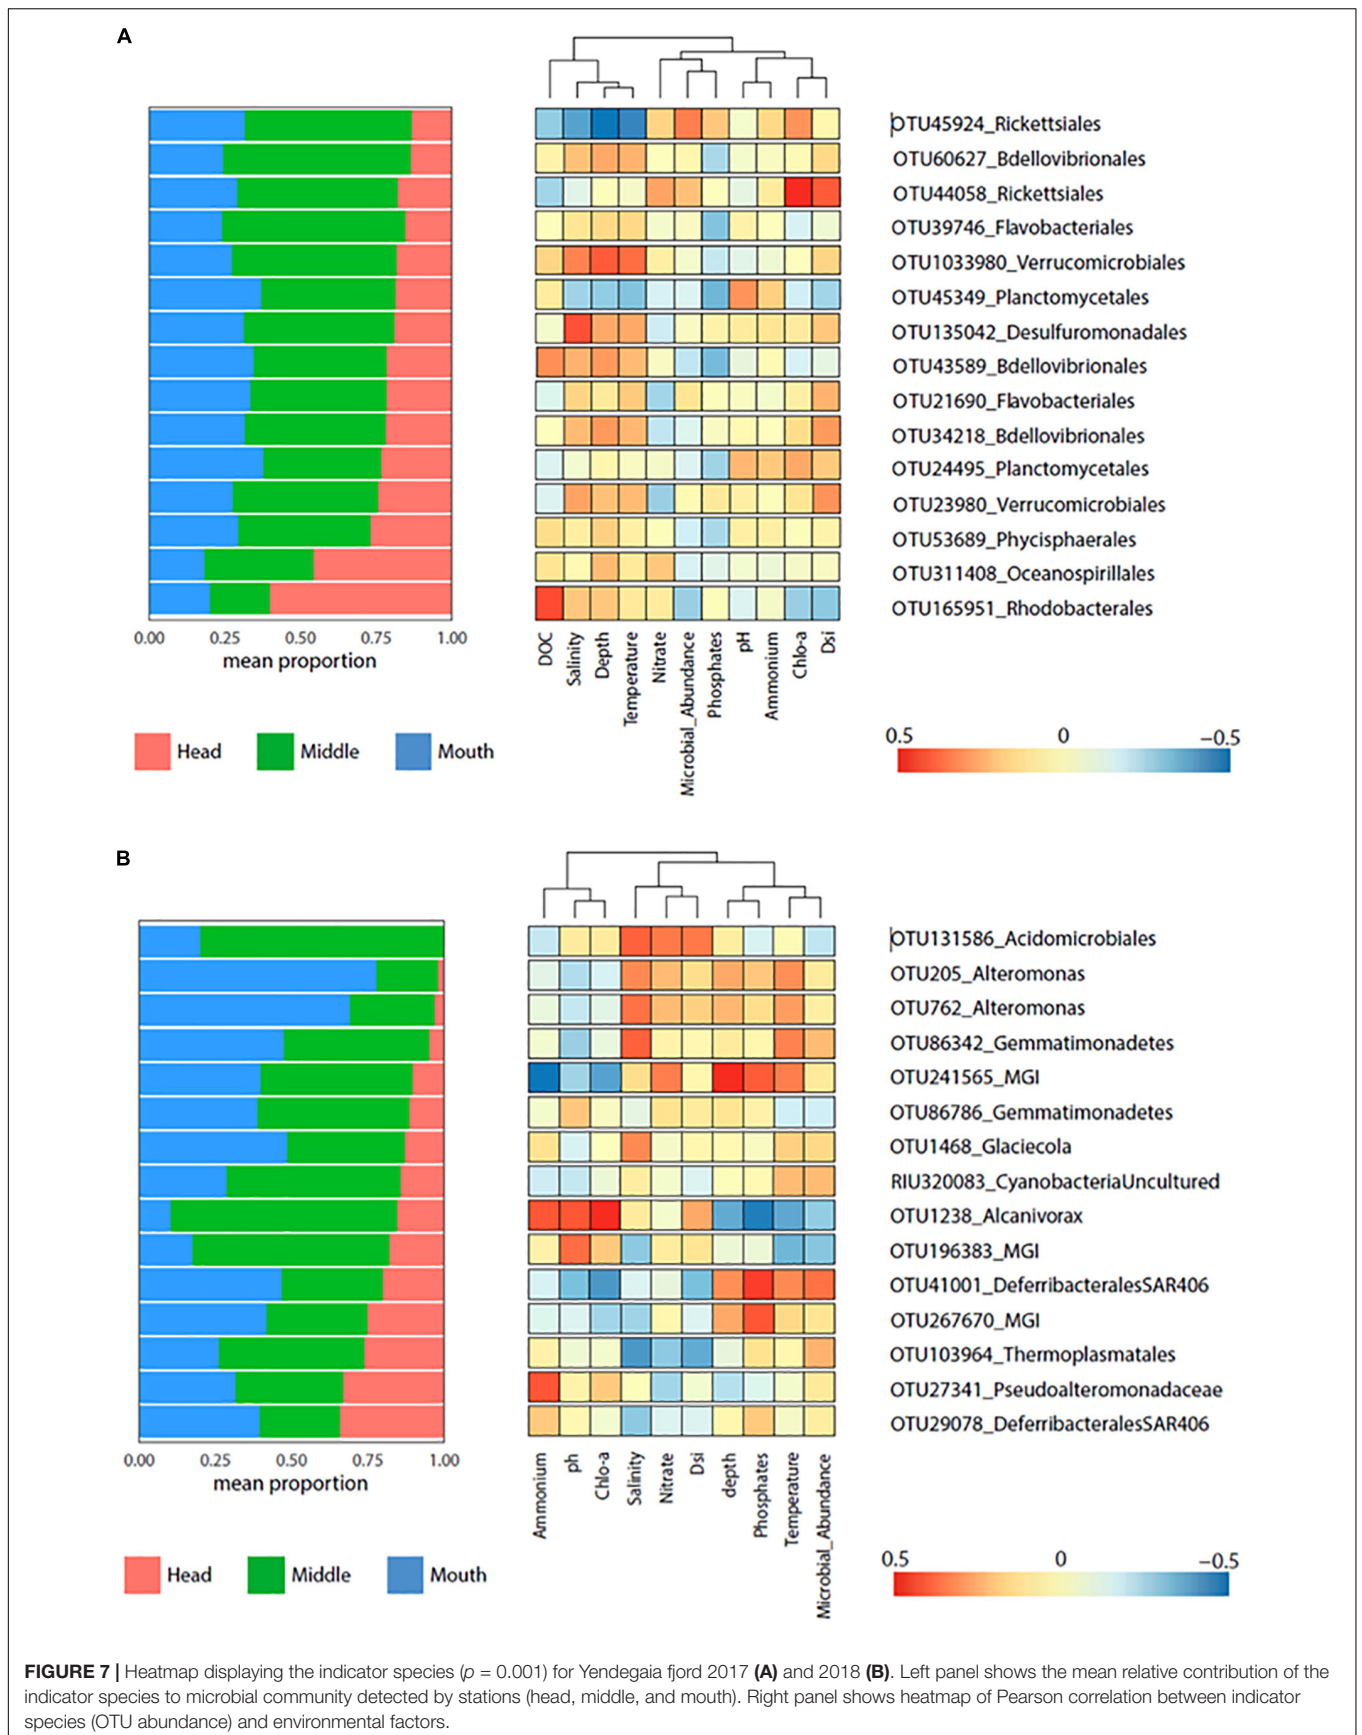 A
OTU45924_Rickettsiales
OTU60627_Bdellovibrionales
OTU44058_Rickettsiales
OTU39746_Flavobacteriales
OTU1033980_Verrucomicrobiales
OTU45349_Planctomycetales
OTU135042_Desulfuromonadales
OTU43589_Bdellovibrionales
OTU21690_Flavobacteriales
OTU34218_Bdellovibrionales
OTU24495_Planctomycetales
OTU23980_Verrucomicrobiales
OTU53689_Phycisphaerales
OTU311408_Oceanospirillales
OTU165951_Rhodobacterales
0.00 0.25 0.50 0.75 1.00
mean proportion
DOC
Salinity
Depth
Temperature
Nitrate
Microbial_Abundance
Phosphates
pH
Ammonium
Chlo-a
Dsi
Head Middle Mouth
0.5 0 −0.5
B
OTU131586_Acidomicrobiales
OTU205_Alteromonas
OTU762_Alteromonas
OTU86342_Gemmatimonadetes
OTU241565_MGI
OTU86786_Gemmatimonadetes
OTU1468_Glaciecola
RIU320083_CyanobacteriaUncultured
OTU1238_Alcanivorax
OTU196383_MGI
OTU41001_DeferribacteralesSAR406
OTU267670_MGI
OTU103964_Thermoplasmatales
OTU27341_Pseudoalteromonadaceae
OTU29078_DeferribacteralesSAR406
0.00 0.25 0.50 0.75 1.00
mean proportion
Ammonium
ph
Chlo-a
Salinity
Nitrate
Dsi
depth
Phosphates
Temperature
Microbial_Abundance
Head Middle Mouth
0.5 0 −0.5
FIGURE 7 | Heatmap displaying the indicator species (p = 0.001) for Yendegaia fjord 2017 (A) and 2018 (B). Left panel shows the mean relative contribution of the
indicator species to microbial community detected by stations (head, middle, and mouth). Right panel shows heatmap of Pearson correlation between indicator
species (OTU abundance) and environmental factors.